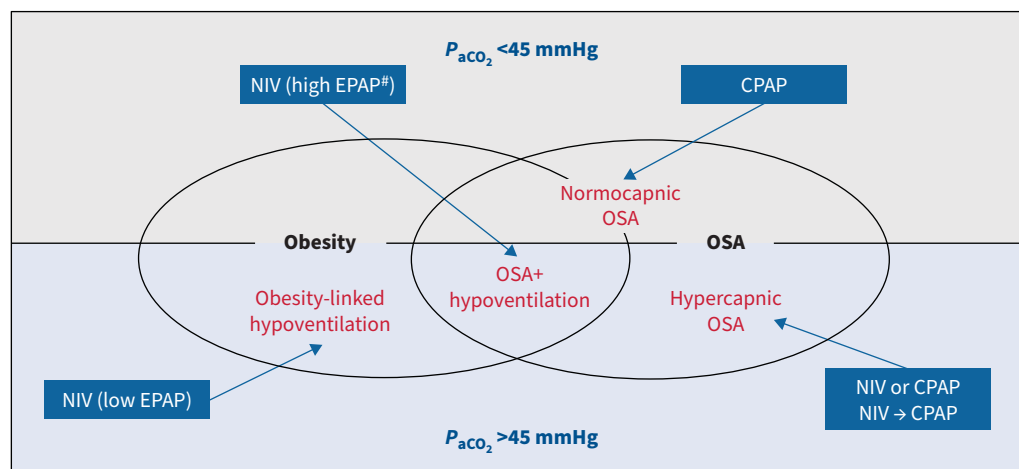 PaCO2 <45 mmHg
NIV (high EPAP#)
CPAP
Normocapnic
OSA
Obesity
OSA
OSA+
hypoventilation
Obesity-linked
hypoventilation
Hypercapnic
OSA
NIV (low EPAP)
NIV or CPAP
NIV → CPAP
PaCO2 >45 mmHg